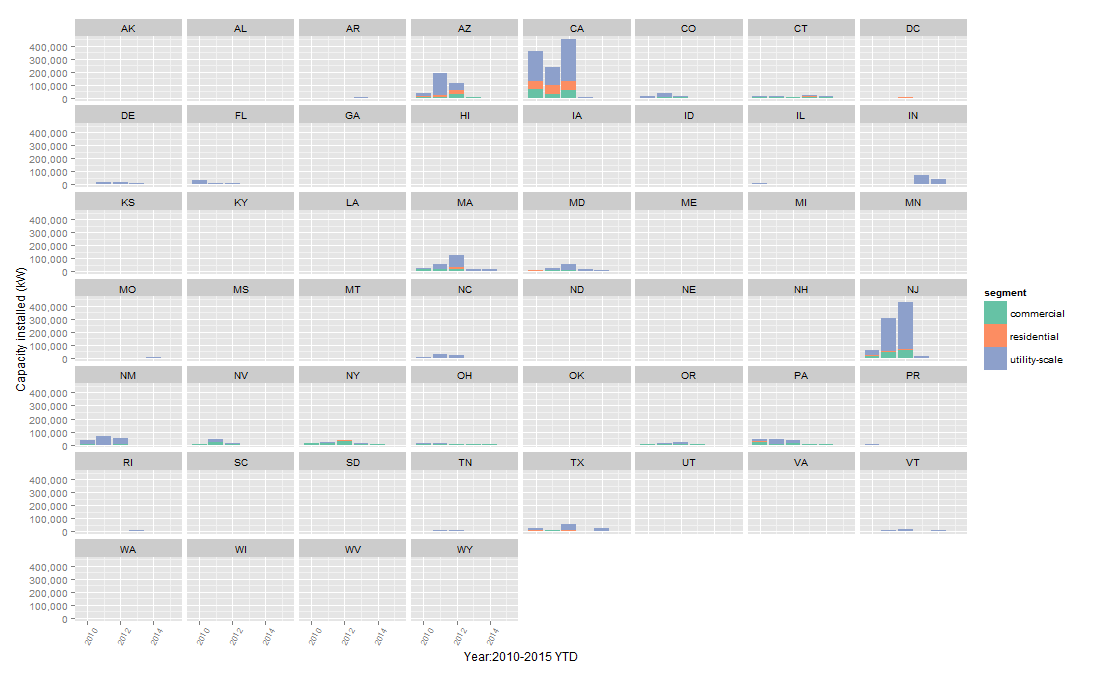 AK AL AR AZ CA CO CT DC
400,000
300,000
200,000
100,000
0
DE FL GA HI IA ID IL IN
400,000
300,000
200,000
100,000
0
KS KY LA MA MD ME MI MN
400,000
300,000
200,000
100,000
0
MO MS MT NC ND NE NH NJ
400,000
300,000
200,000
100,000
0
NM NV NY OH OK OR PA PR
400,000
300,000
200,000
100,000
0
RI SC SD TN TX UT VA VT
400,000
300,000
200,000
100,000
0
WA WI WV WY
400,000
300,000
200,000
100,000
0
2010 2012 2014 2010 2012 2014 2010 2012 2014 2010 2012 2014
Year:2010-2015 YTD
Capacity installed (kW)
segment
commercial
residential
utility-scale